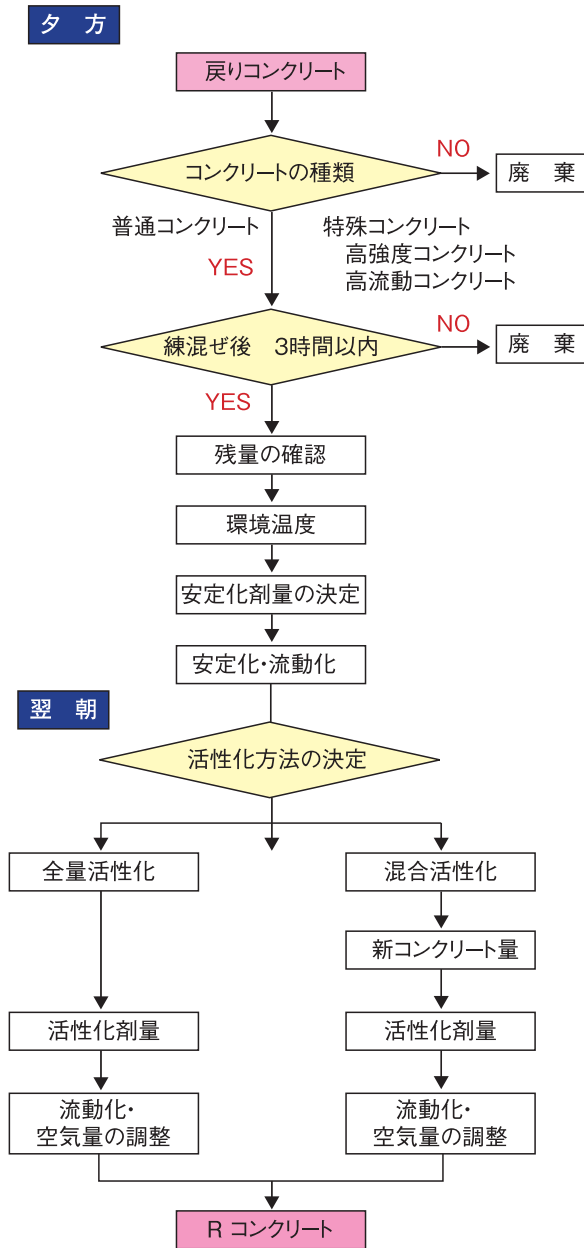 夕　方
戻りコンクリート
コンクリートの種類
NO
廃　棄
普通コンクリート
YES
特殊コンクリート
高強度コンクリート
高流動コンクリート
練混ぜ後　3時間以内
NO
廃　棄
YES
残量の確認
環境温度
安定化剤量の決定
安定化・流動化
翌　朝
活性化方法の決定
全量活性化
混合活性化
新コンクリート量
活性化剤量
活性化剤量
流動化・
空気量の調整
流動化・
空気量の調整
R コンクリート